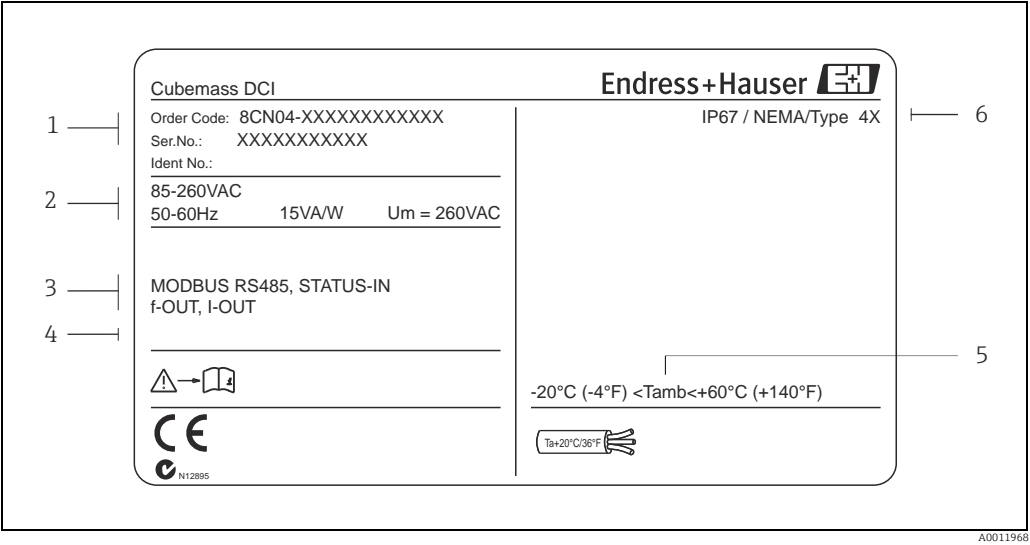 Cubemass DCI
Endress+Hauser EH
1
Order Code: 8CN04-XXXXXXXXXXXX
Ser.No.: XXXXXXXXXXX
Ident No.:
IP67 / NEMA/Type 4X
6
2
85-260VAC
50-60Hz 15VA/W Um = 260VAC
3
MODBUS RS485, STATUS-IN
f-OUT, I-OUT
4
5
-20°C (-4°F) <Tamb<+60°C (+140°F)
i
CE
Ta+20°C/36°F
N12895
A0011968